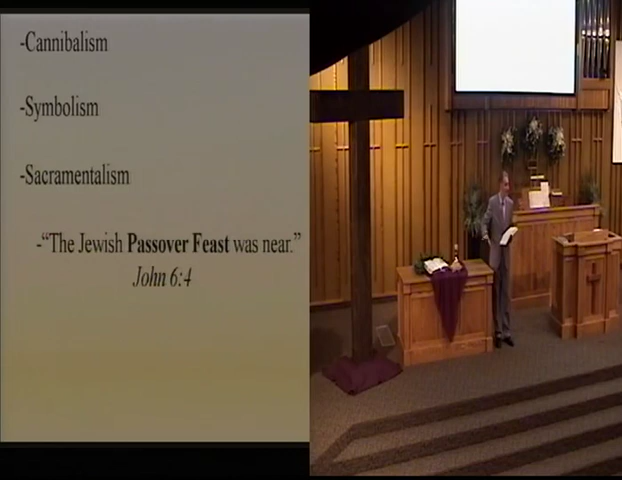 -Cannibalism
-Symbolism
-Sacramentalism
-“The Jewish Passover Feast was near.”
John 6:4